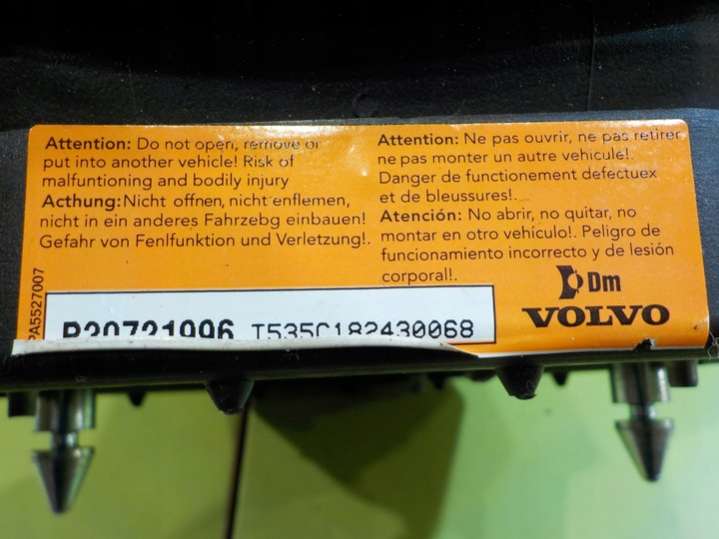 Attention: Do not open, remove or
put into another vehicle! Risk of
malfuntioning and bodily injury
Acthung: Nicht offnen, nicht enflemen,
nicht in ein anderes Fahrzebg einbauen!
Gefahr von Fenlfunktion und Verletzung!.
Attention: Ne pas ouvrir, ne pas retirer
ne pas monter un autre vehicule!.
Danger de functionement defectuex
et de bleussures!.
Atención: No abrir, no quitar, no
montar en otro vehículo!. Peligro de
funcionamiento incorrecto y de lesión
corporal!.
PA5527007
P30721996 T535C182430068
Dm
VOLVO